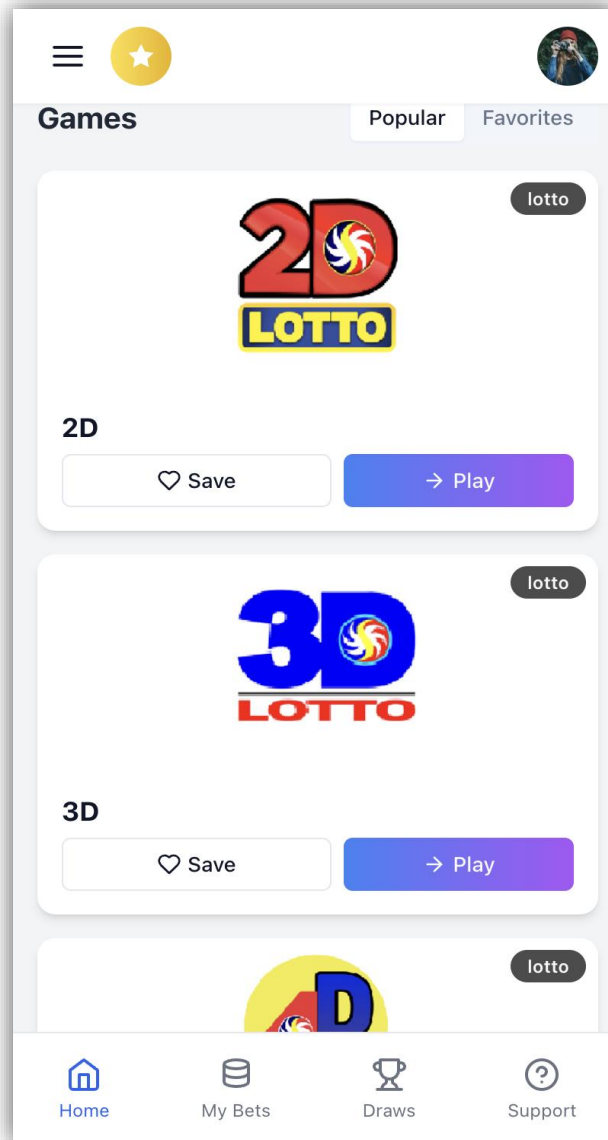 Games
Popular Favorites
lotto
2D
LOTTO
2D
Save
Play
lotto
3D
LOTTO
3D
Save
Play
lotto
4D
Home My Bets Draws Support